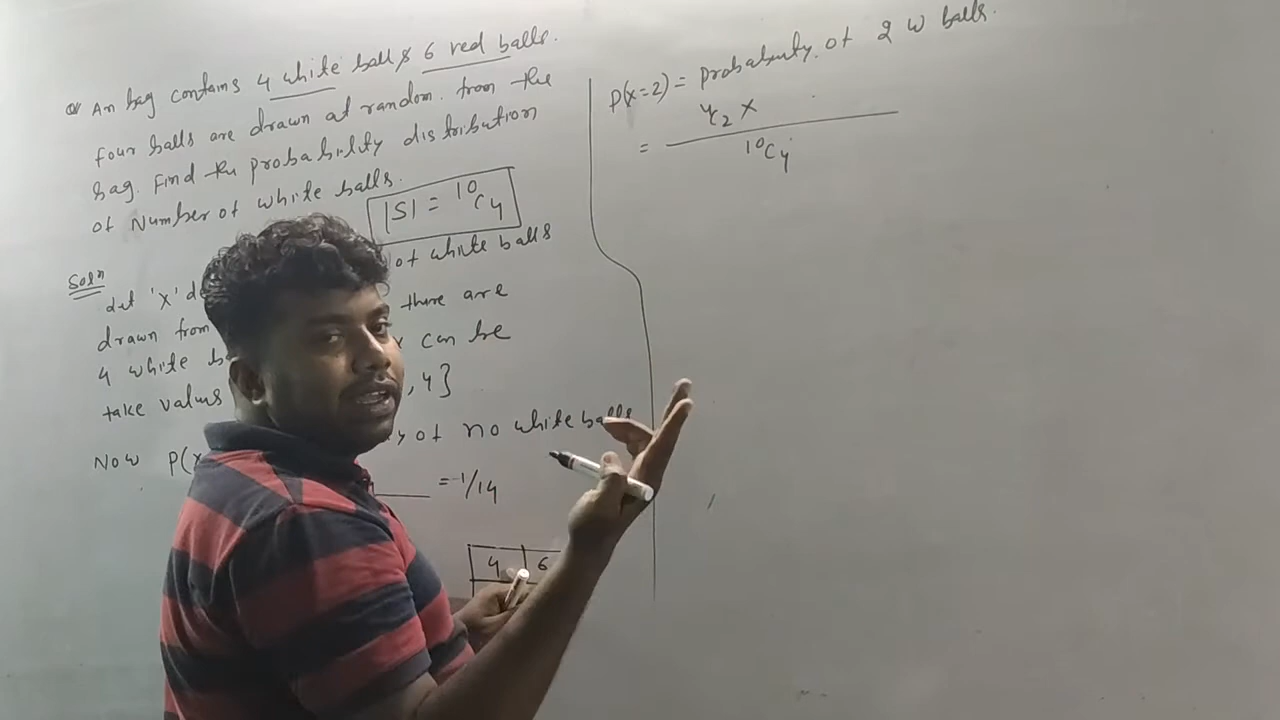 Q An bag contains 4 white balls & 6 red balls.
Four balls are drawn at random. from the
bag. Find the probability distribution
of Number of white balls.
|S| = ¹⁰C₄
Solⁿ
Let 'X' of white balls
drawn from there are
4 white can be
take values , 4}
Now of no white balls
= 1/14
4 6
P(X=2) = probability of 2 W balls.
= ⁴C₂ × / ¹⁰C₄